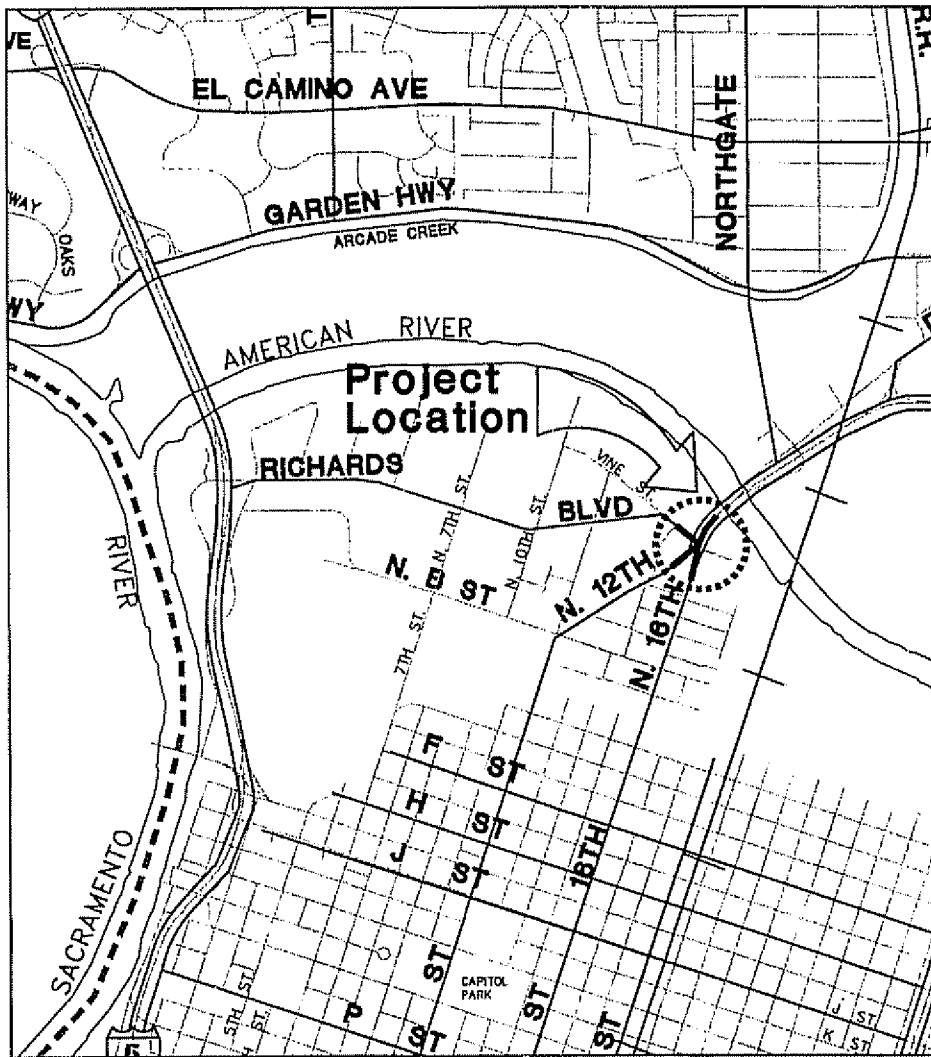 VE
T
R.R.
EL CAMINO AVE
NORTHGATE
WAY
OAKS
GARDEN HWY
ARCADE CREEK
WY
AMERICAN RIVER
Project
Location
RICHARDS
BLVD
VINE ST.
N. 7TH ST.
N. 10TH ST.
N. B ST
N. 12TH
N. 16TH
7TH ST.
RIVER
SACRAMENTO
F ST
H ST
J ST
16TH
ST
CAPITOL
PARK
ST
ST
5TH ST
ST.
P ST
J ST
K ST
5